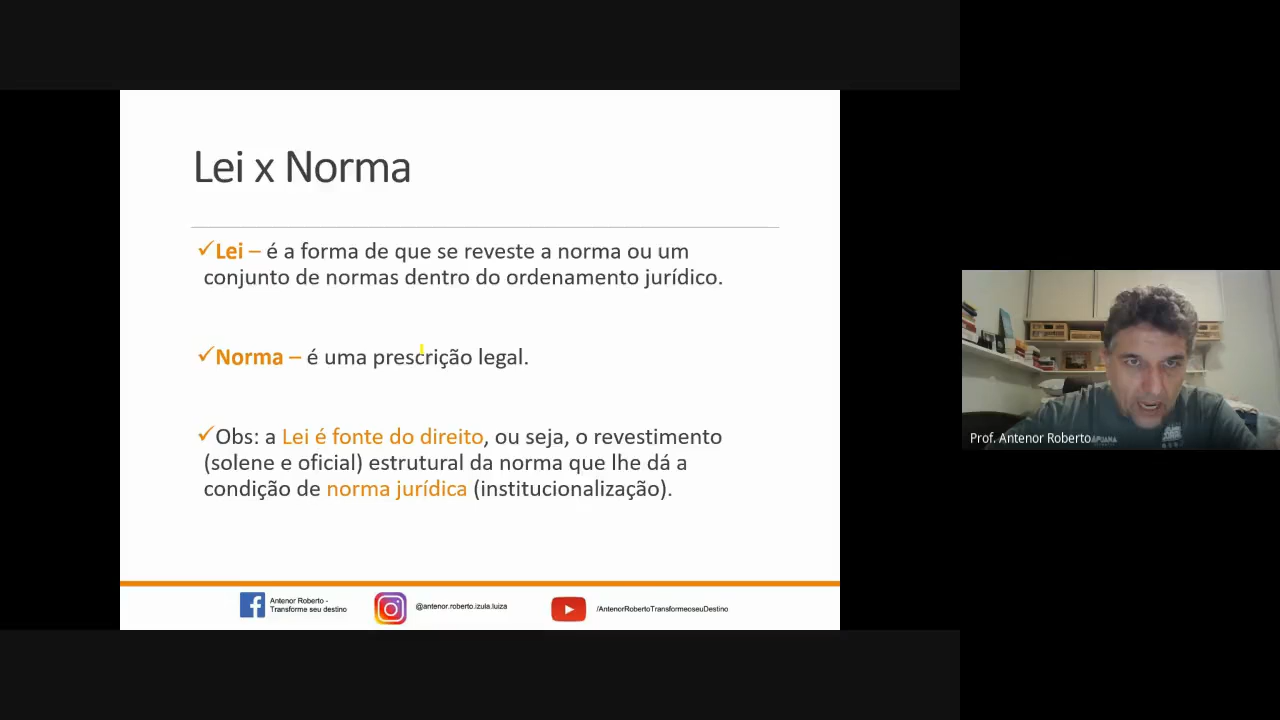 Lei x Norma
✓Lei – é a forma de que se reveste a norma ou um
conjunto de normas dentro do ordenamento jurídico.
✓Norma – é uma prescrição legal.
✓Obs: a Lei é fonte do direito, ou seja, o revestimento
(solene e oficial) estrutural da norma que lhe dá a
condição de norma jurídica (institucionalização).
Antenor Roberto -
Transforme seu destino
@antenor.roberto.izula.luiza
/AntenorRobertoTransformeoseuDestino
Prof. Antenor Roberto